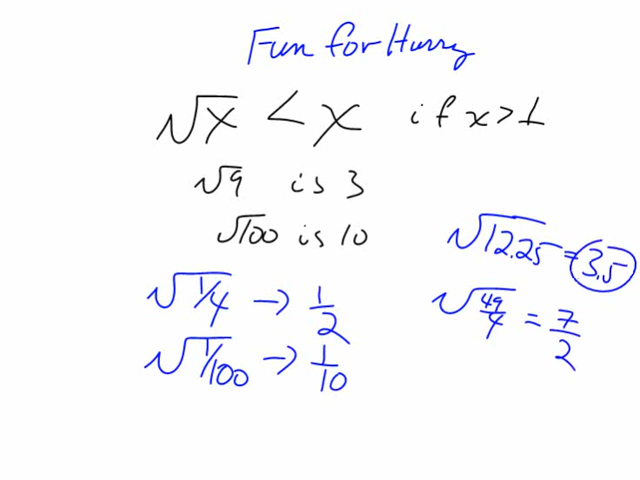 Fun for Hurry
√x < x if x > 1
√9 is 3
√100 is 10
√1/4 → 1/2
√1/100 → 1/10
√12.25 = 3.5
√49/4 = 7/2